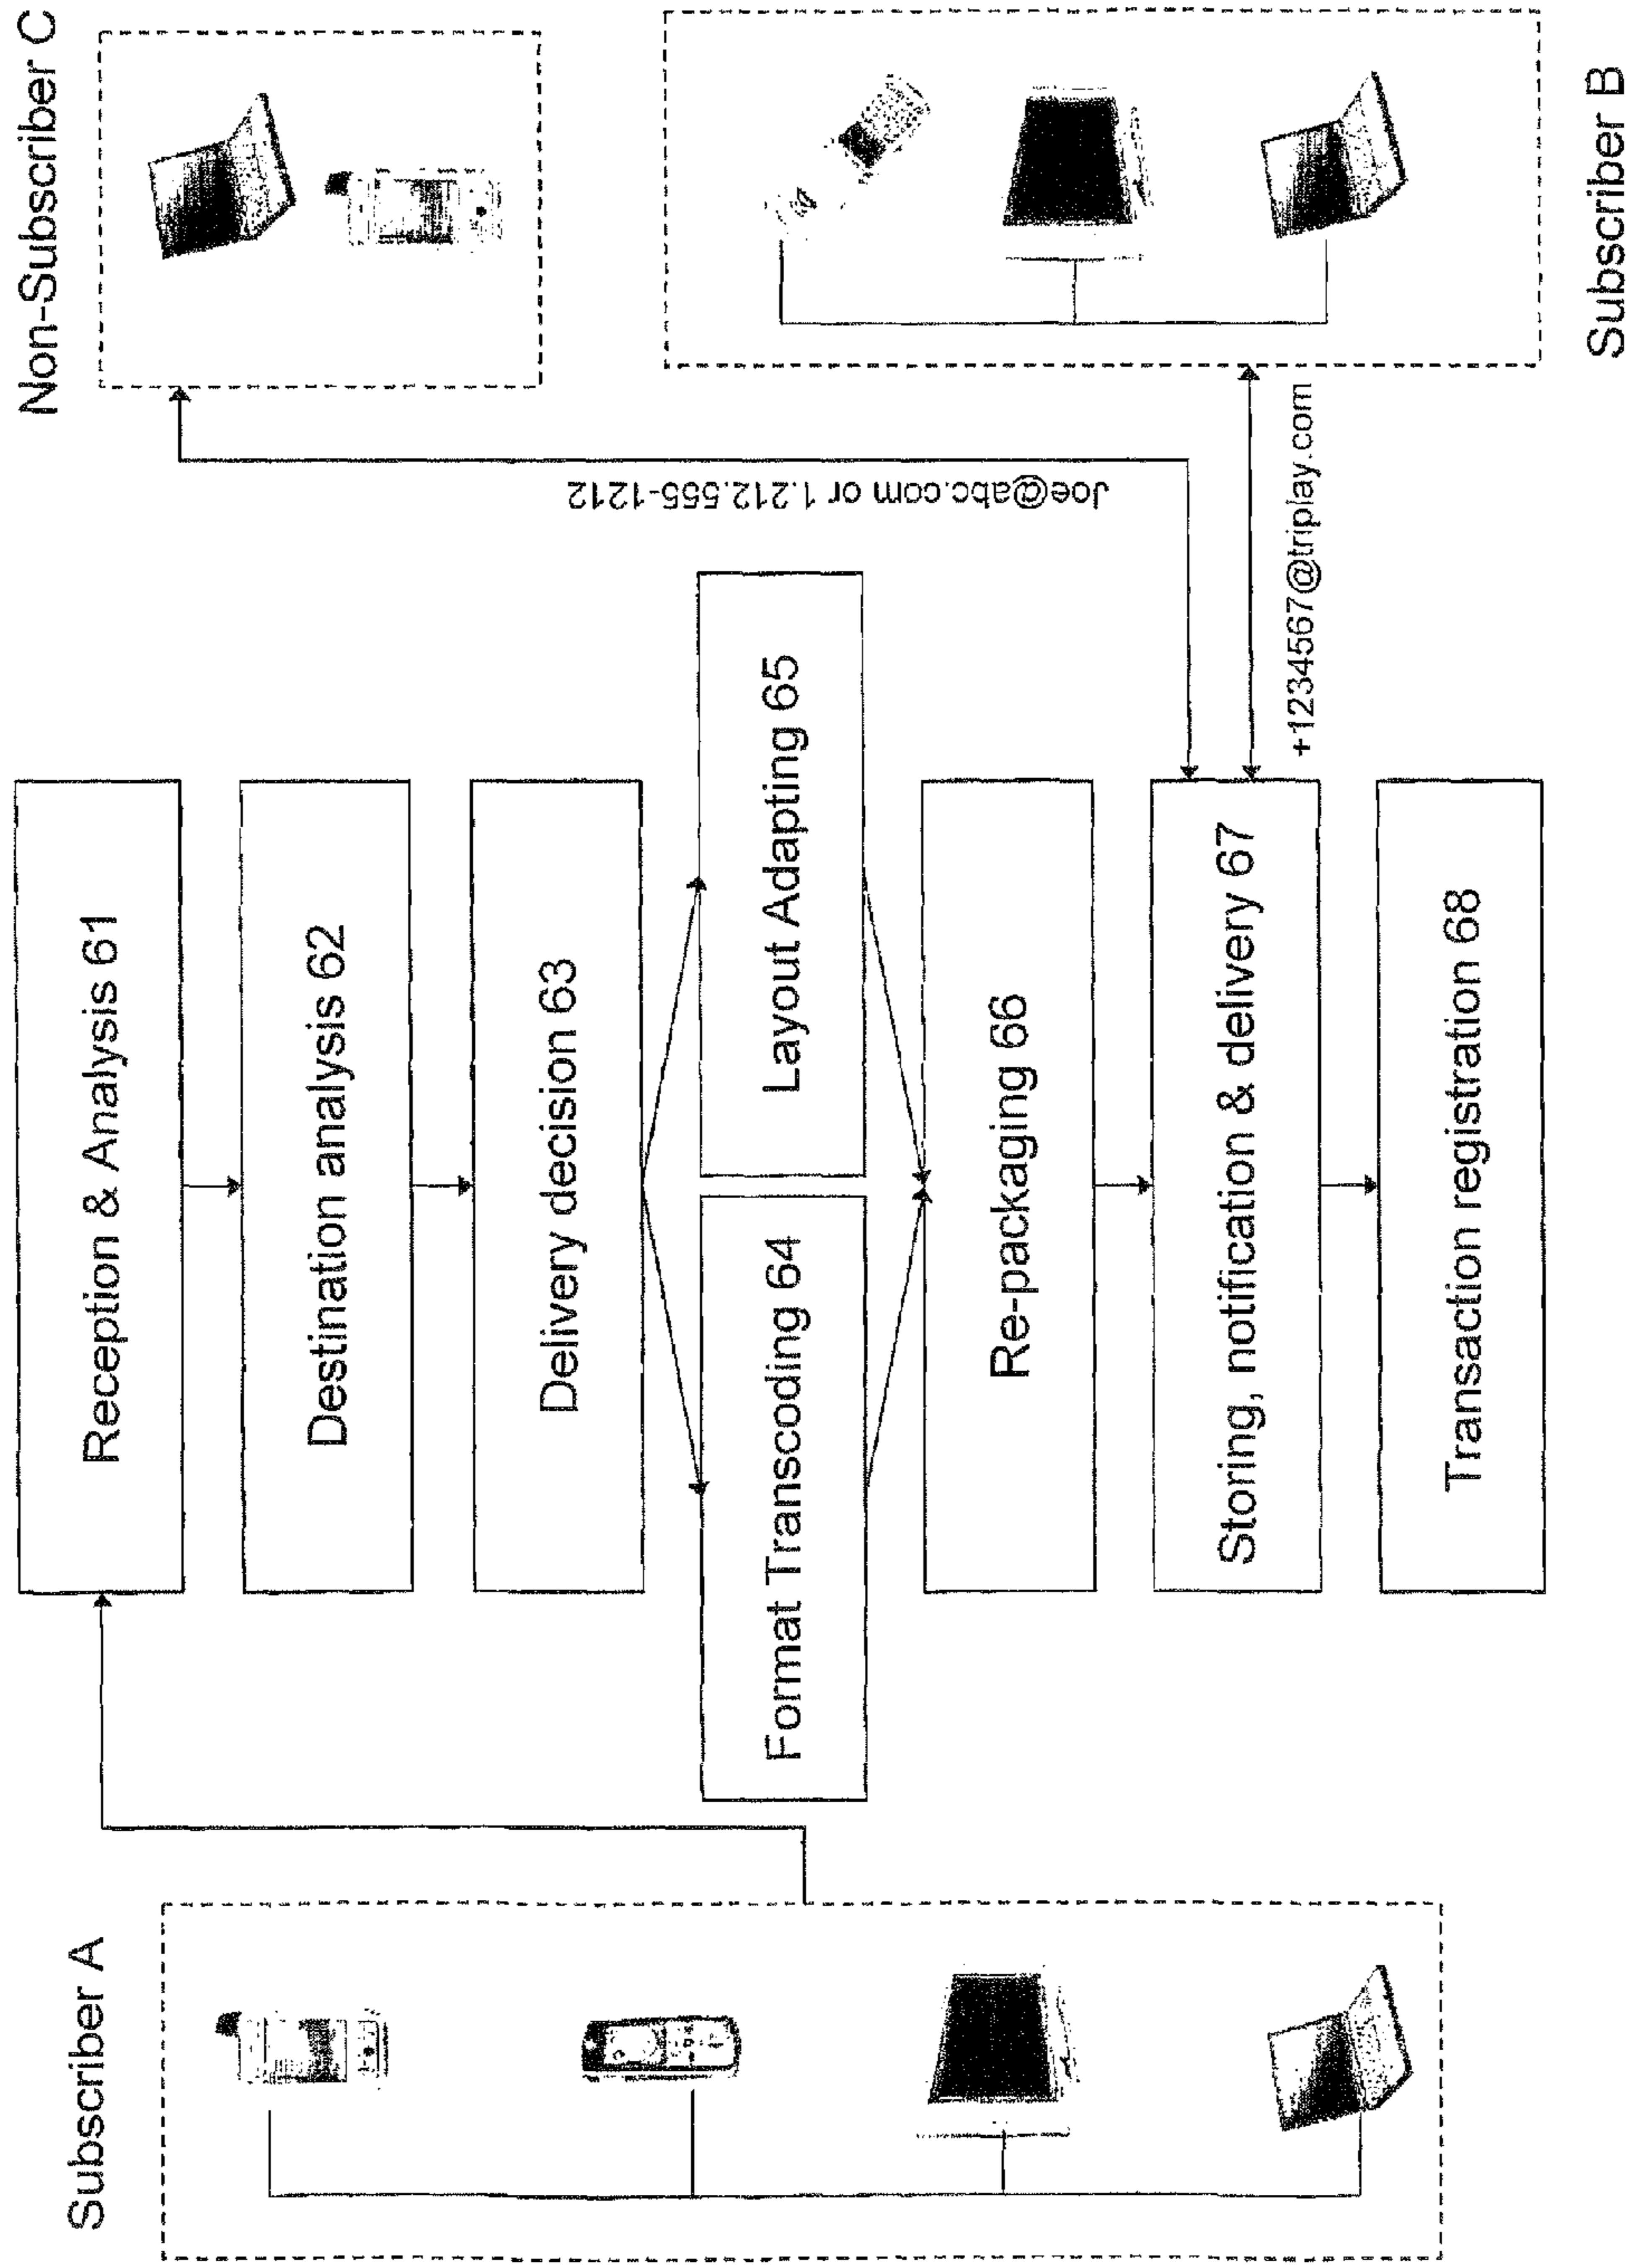 Subscriber A
Reception & Analysis 61
Destination analysis 62
Delivery decision 63
Format Transcoding 64
Layout Adapting 65
Re-packaging 66
Storing, notification & delivery 67
Transaction registration 68
Non-Subscriber C
Joe@abc.com or 1.212.555-1212
+1234567@triplay.com
Subscriber B